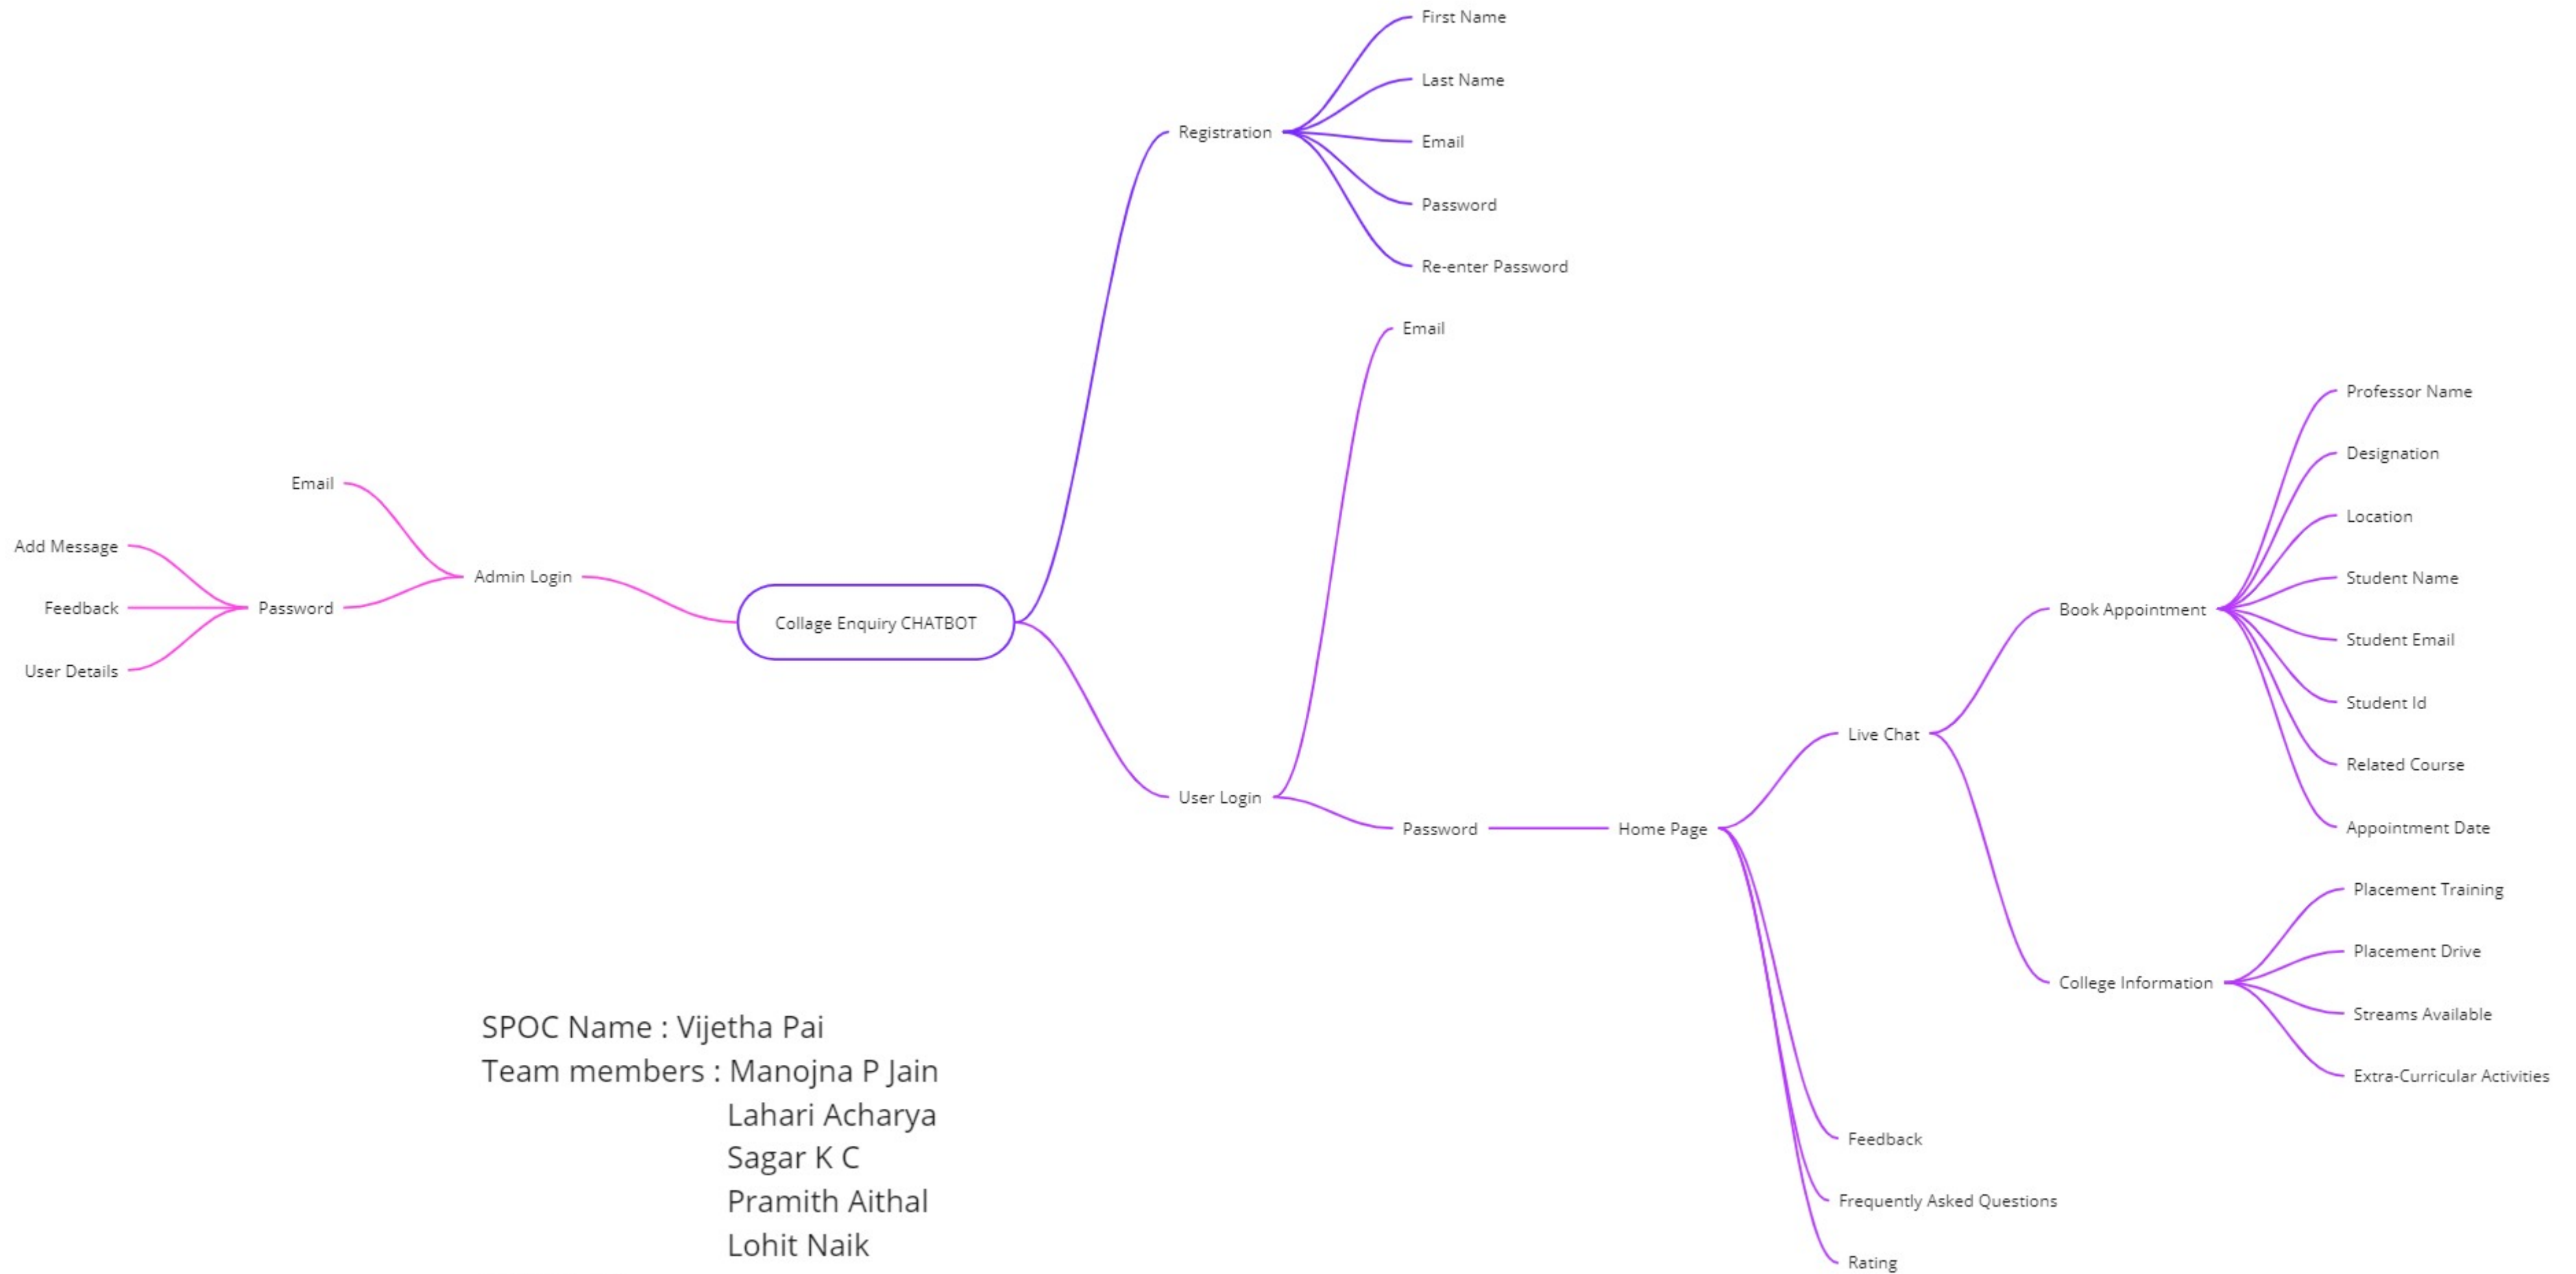 First Name
Last Name
Registration
Email
Password
Re-enter Password
Email
Professor Name
Designation
Location
Student Name
Book Appointment
Student Email
Student Id
Related Course
Appointment Date
Email
Add Message
Admin Login
Feedback
Password
User Details
Collage Enquiry CHATBOT
Live Chat
User Login
Password
Home Page
Placement Training
Placement Drive
College Information
Streams Available
Extra-Curricular Activities
Feedback
Frequently Asked Questions
Rating
SPOC Name : Vijetha Pai
Team members : Manojna P Jain
Lahari Acharya
Sagar K C
Pramith Aithal
Lohit Naik